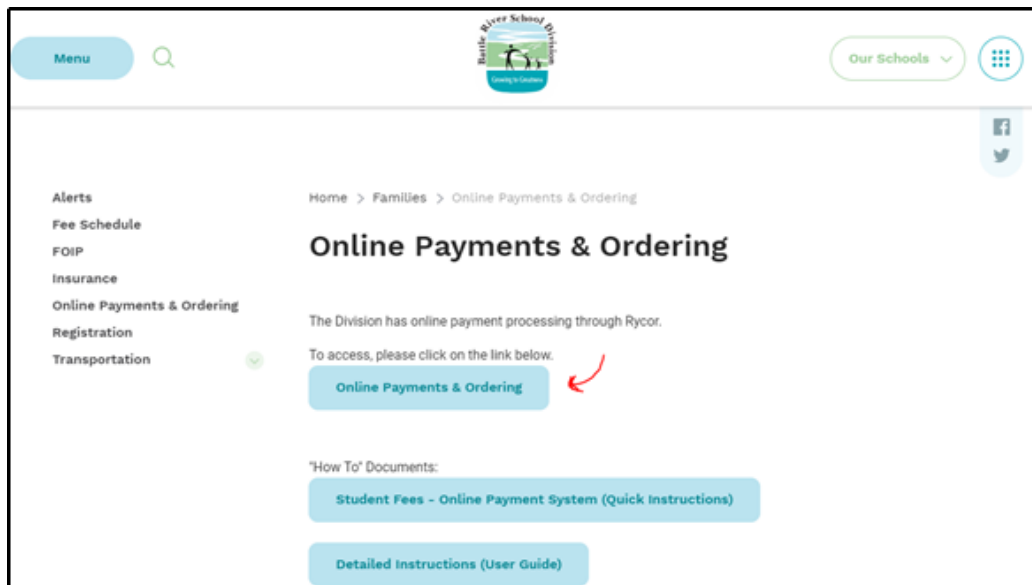 Menu
Battle River School Division
Growing to Greatness
Our Schools
Alerts
Fee Schedule
FOIP
Insurance
Online Payments & Ordering
Registration
Transportation
Home > Families > Online Payments & Ordering
Online Payments & Ordering
The Division has online payment processing through Rycor.
To access, please click on the link below.
Online Payments & Ordering
"How To" Documents:
Student Fees - Online Payment System (Quick Instructions)
Detailed Instructions (User Guide)